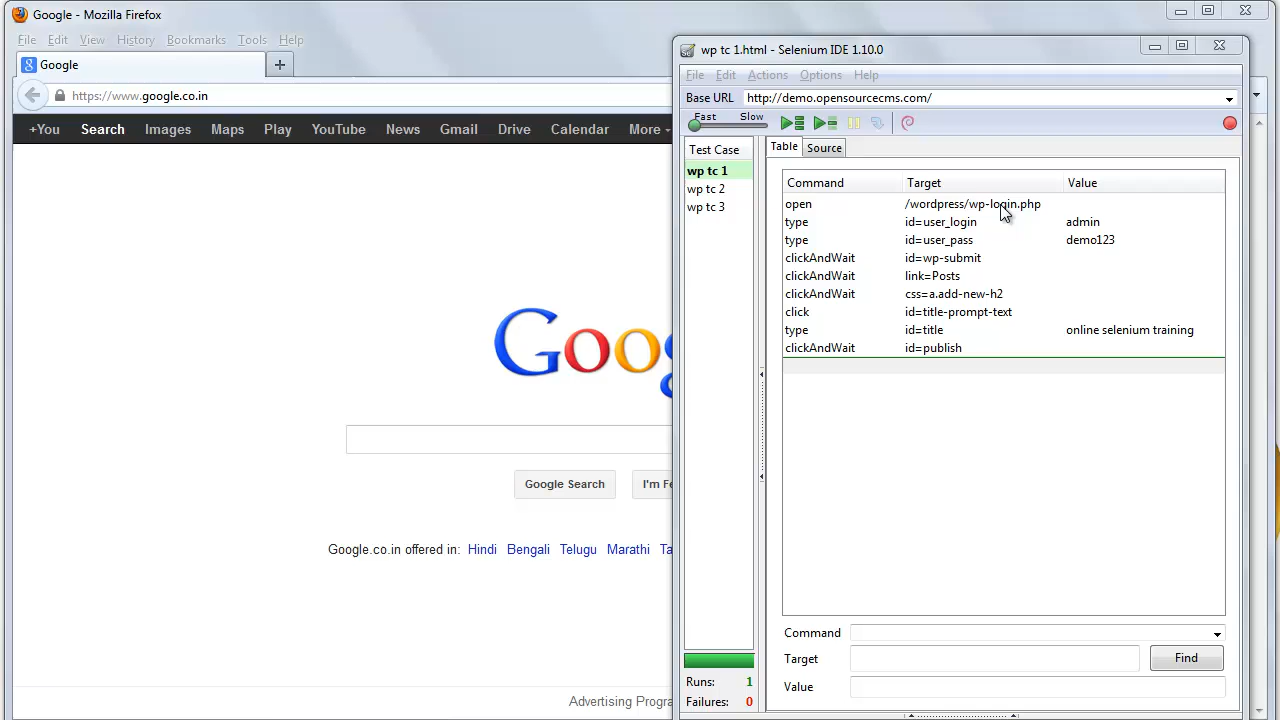 Google - Mozilla Firefox
File Edit View History Bookmarks Tools Help
Google
https://www.google.co.in
+You Search Images Maps Play YouTube News Gmail Drive Calendar More
Goog
Google Search I'm Fe
Google.co.in offered in: Hindi Bengali Telugu Marathi Ta
Advertising Progra
wp tc 1.html - Selenium IDE 1.10.0
File Edit Actions Options Help
Base URL http://demo.opensourcecms.com/
Fast Slow
Test Case
wp tc 1
wp tc 2
wp tc 3
Runs: 1
Failures: 0
Table Source
Command Target Value
open /wordpress/wp-login.php
type id=user_login admin
type id=user_pass demo123
clickAndWait id=wp-submit
clickAndWait link=Posts
clickAndWait css=a.add-new-h2
click id=title-prompt-text
type id=title online selenium training
clickAndWait id=publish
Command
Target Find
Value